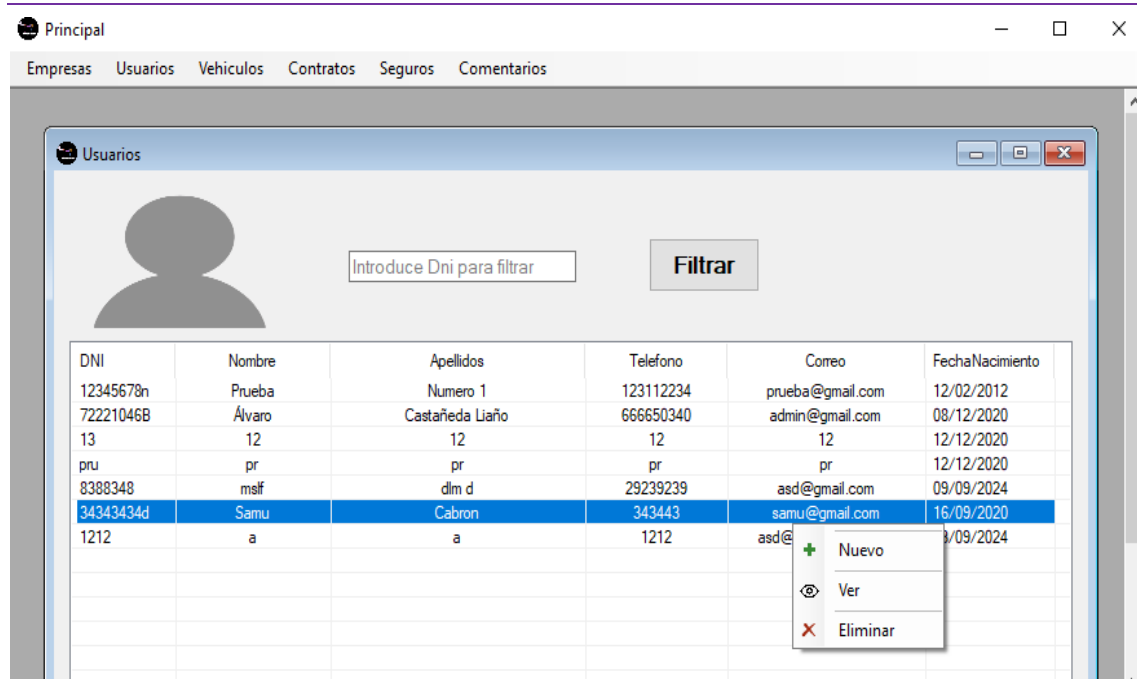 Principal
Empresas Usuarios Vehiculos Contratos Seguros Comentarios
Usuarios
Introduce Dni para filtrar Filtrar
DNI Nombre Apellidos Telefono Correo FechaNacimiento
12345678n Prueba Numero 1 123112234 prueba@gmail.com 12/02/2012
72221046B Álvaro Castañeda Liaño 666650340 admin@gmail.com 08/12/2020
13 12 12 12 12 12/12/2020
pru pr pr pr pr 12/12/2020
8388348 mslf dlm d 29239239 asd@gmail.com 09/09/2024
34343434d Samu Cabron 343443 samu@gmail.com 16/09/2020
1212 a a 1212 asd@ /09/2024
Nuevo
Ver
Eliminar